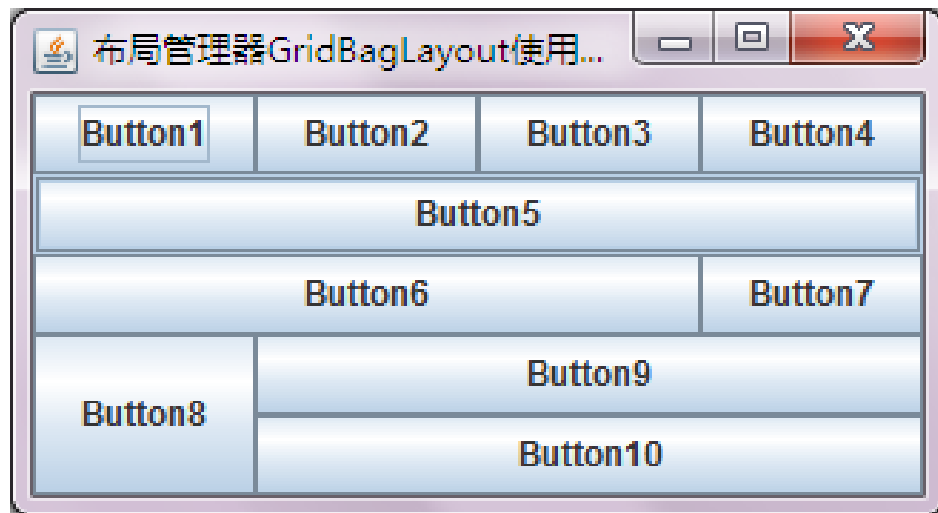 布局管理器GridBagLayout使用...
Button1 Button2 Button3 Button4
Button5
Button6 Button7
Button8
Button9
Button10